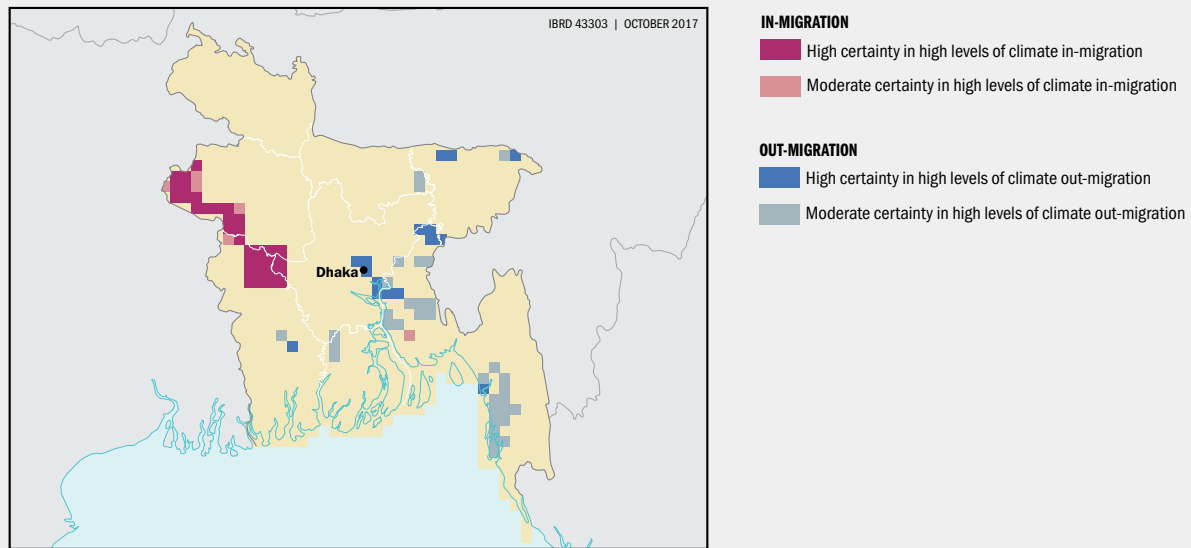 IBRD 43303 | OCTOBER 2017
Dhaka
IN-MIGRATION
High certainty in high levels of climate in-migration
Moderate certainty in high levels of climate in-migration
OUT-MIGRATION
High certainty in high levels of climate out-migration
Moderate certainty in high levels of climate out-migration